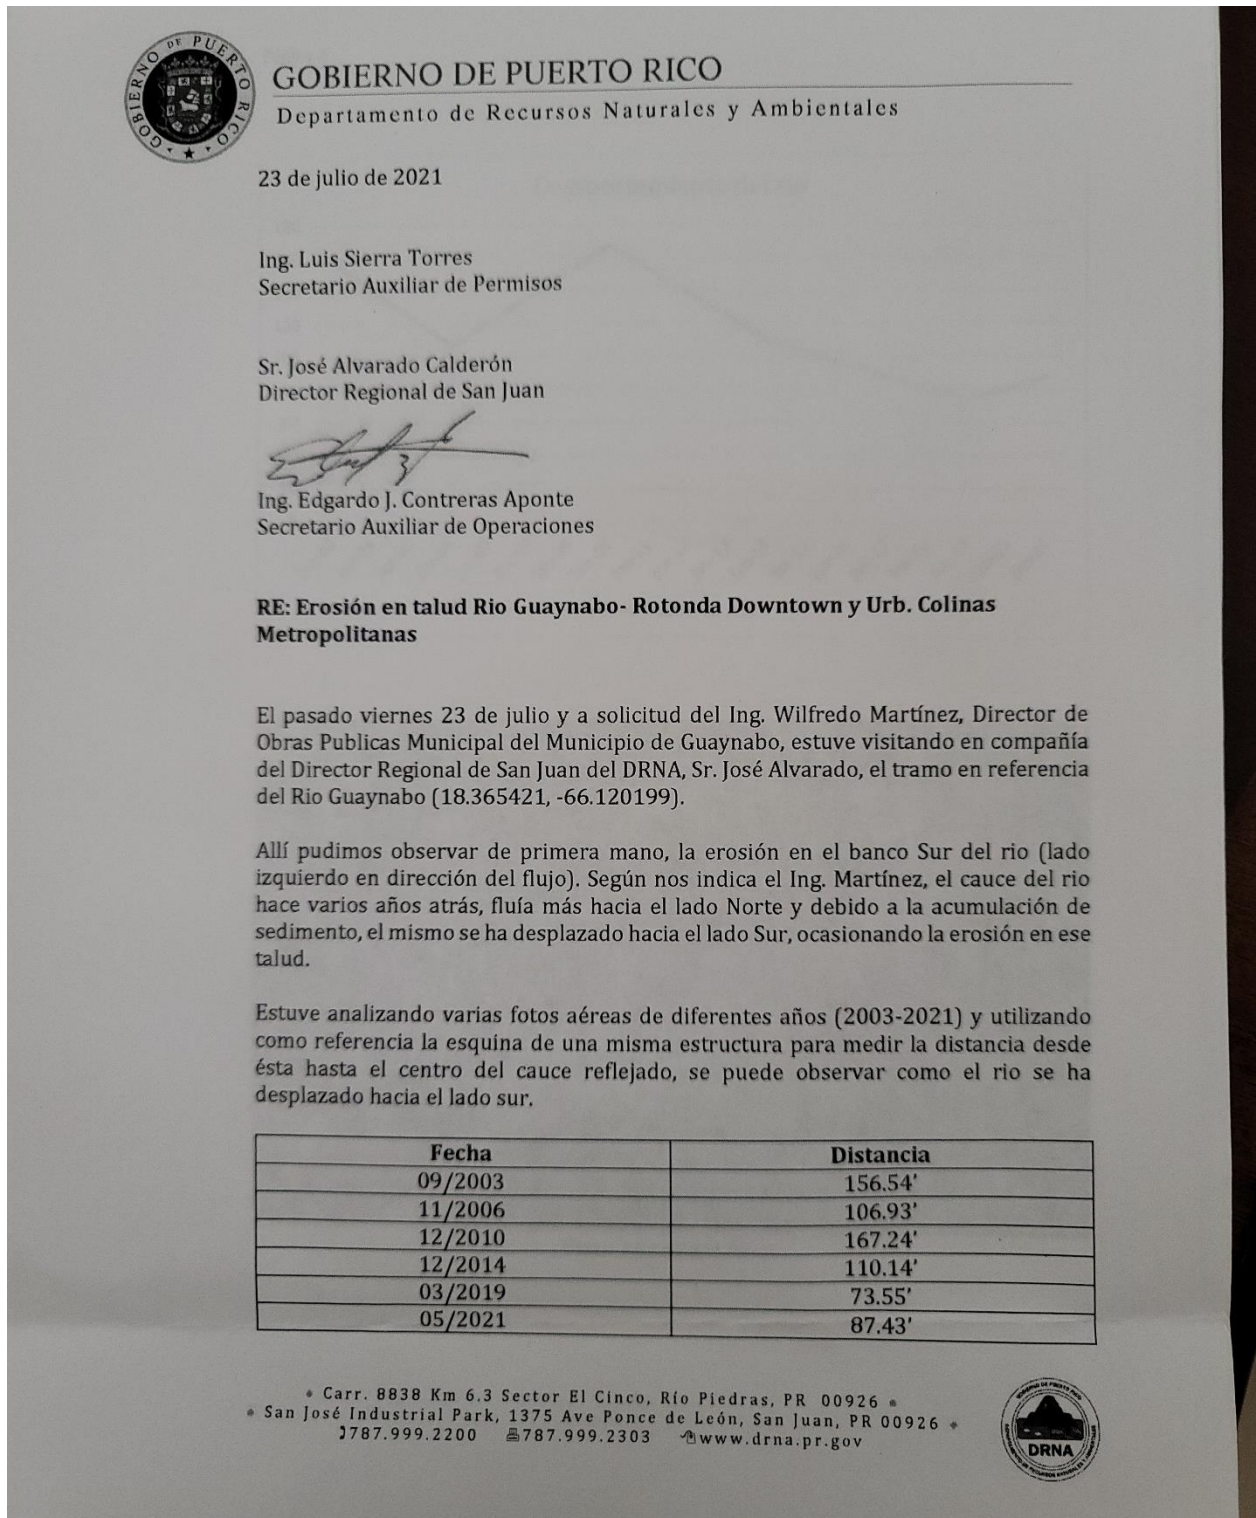 GOBIERNO DE PUERTO RICO
GOBIERNO DE PUERTO RICO
Departamento de Recursos Naturales y Ambientales
23 de julio de 2021
Ing. Luis Sierra Torres
Secretario Auxiliar de Permisos
Sr. José Alvarado Calderón
Director Regional de San Juan
Ing. Edgardo J. Contreras Aponte
Secretario Auxiliar de Operaciones
RE: Erosión en talud Rio Guaynabo- Rotonda Downtown y Urb. Colinas
Metropolitanas
El pasado viernes 23 de julio y a solicitud del Ing. Wilfredo Martínez, Director de
Obras Publicas Municipal del Municipio de Guaynabo, estuve visitando en compañía
del Director Regional de San Juan del DRNA, Sr. José Alvarado, el tramo en referencia
del Rio Guaynabo (18.365421, -66.120199).
Allí pudimos observar de primera mano, la erosión en el banco Sur del rio (lado
izquierdo en dirección del flujo). Según nos indica el Ing. Martínez, el cauce del rio
hace varios años atrás, fluía más hacia el lado Norte y debido a la acumulación de
sedimento, el mismo se ha desplazado hacia el lado Sur, ocasionando la erosión en ese
talud.
Estuve analizando varias fotos aéreas de diferentes años (2003-2021) y utilizando
como referencia la esquina de una misma estructura para medir la distancia desde
ésta hasta el centro del cauce reflejado, se puede observar como el rio se ha
desplazado hacia el lado sur.
Fecha Distancia
09/2003 156.54'
11/2006 106.93'
12/2010 167.24'
12/2014 110.14'
03/2019 73.55'
05/2021 87.43'
Carr. 8838 Km 6.3 Sector El Cinco, Río Piedras, PR 00926
San José Industrial Park, 1375 Ave Ponce de León, San Juan, PR 00926
787.999.2200 787.999.2303 www.drna.pr.gov
DRNA